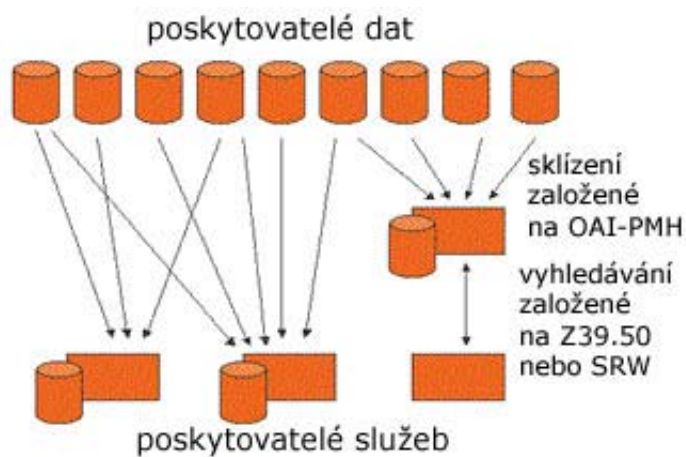 poskytovatelé dat
sklízení
založené
na OAI-PMH
vyhledávání
založené
na Z39.50
nebo SRW
poskytovatelé služeb